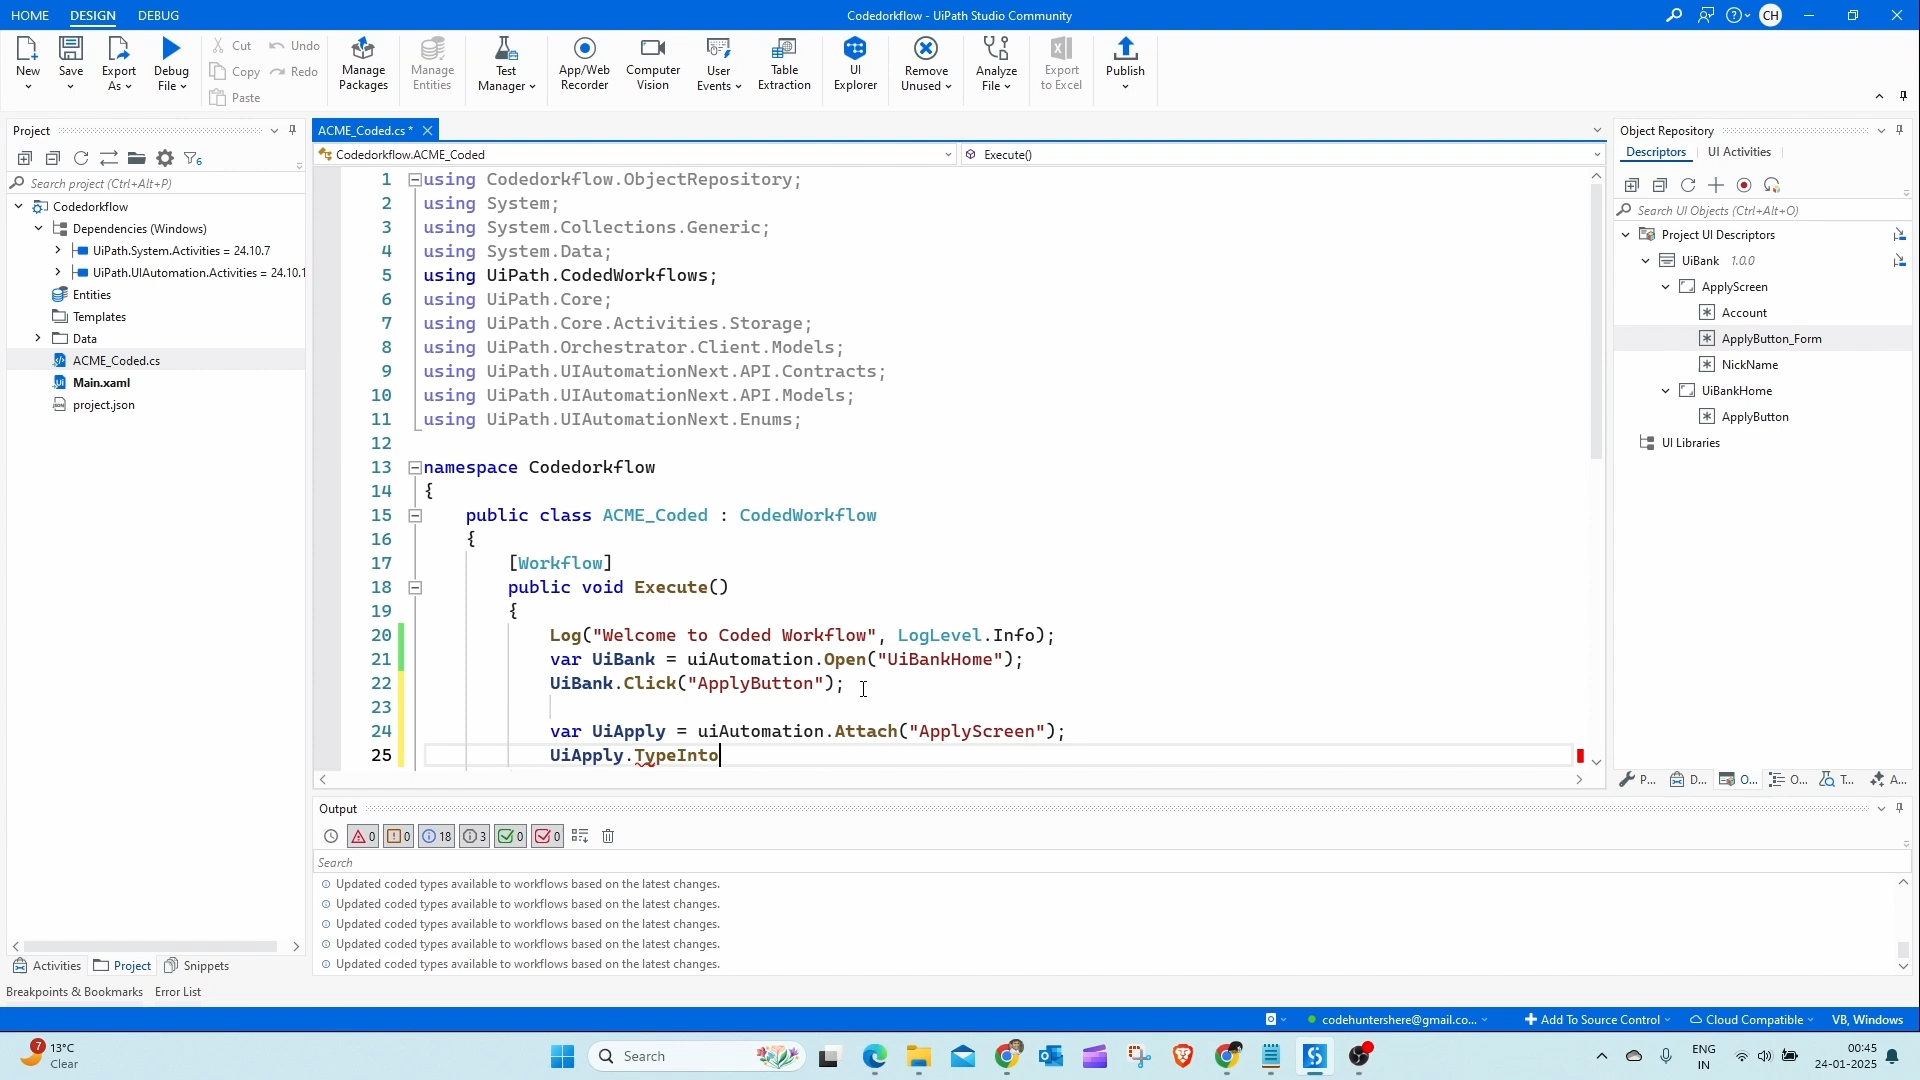 HOME DESIGN DEBUG
Codedorkflow - UiPath Studio Community
CH
New
Save
Export As
Debug File
Cut
Copy
Paste
Undo
Redo
Manage Packages
Manage Entities
Test Manager
App/Web Recorder
Computer Vision
User Events
Table Extraction
UI Explorer
Remove Unused
Analyze File
Export to Excel
Publish
Project
Search project (Ctrl+Alt+P)
Codedorkflow
Dependencies (Windows)
UiPath.System.Activities = 24.10.7
UiPath.UIAutomation.Activities = 24.10.1
Entities
Templates
Data
ACME_Coded.cs
Main.xaml
project.json
Activities Project Snippets
Breakpoints & Bookmarks Error List
ACME_Coded.cs *
Codedorkflow.ACME_Coded
Execute()
1 using Codedorkflow.ObjectRepository;
2 using System;
3 using System.Collections.Generic;
4 using System.Data;
5 using UiPath.CodedWorkflows;
6 using UiPath.Core;
7 using UiPath.Core.Activities.Storage;
8 using UiPath.Orchestrator.Client.Models;
9 using UiPath.UIAutomationNext.API.Contracts;
10 using UiPath.UIAutomationNext.API.Models;
11 using UiPath.UIAutomationNext.Enums;
12
13 namespace Codedorkflow
14 {
15 public class ACME_Coded : CodedWorkflow
16 {
17 [Workflow]
18 public void Execute()
19 {
20 Log("Welcome to Coded Workflow", LogLevel.Info);
21 var UiBank = uiAutomation.Open("UiBankHome");
22 UiBank.Click("ApplyButton");
23
24 var UiApply = uiAutomation.Attach("ApplyScreen");
25 UiApply.TypeInto
Output
0 0 18 3 0 0
Search
Updated coded types available to workflows based on the latest changes.
Updated coded types available to workflows based on the latest changes.
Updated coded types available to workflows based on the latest changes.
Updated coded types available to workflows based on the latest changes.
Updated coded types available to workflows based on the latest changes.
Object Repository
Descriptors UI Activities
Search UI Objects (Ctrl+Alt+O)
Project UI Descriptors
UiBank 1.0.0
ApplyScreen
Account
ApplyButton_Form
NickName
UiBankHome
ApplyButton
UI Libraries
P... D... O... O... T... A...
codehuntershere@gmail.co...
Add To Source Control
Cloud Compatible
VB, Windows
7
13°C
Clear
Search
ENG
IN
00:45
24-01-2025